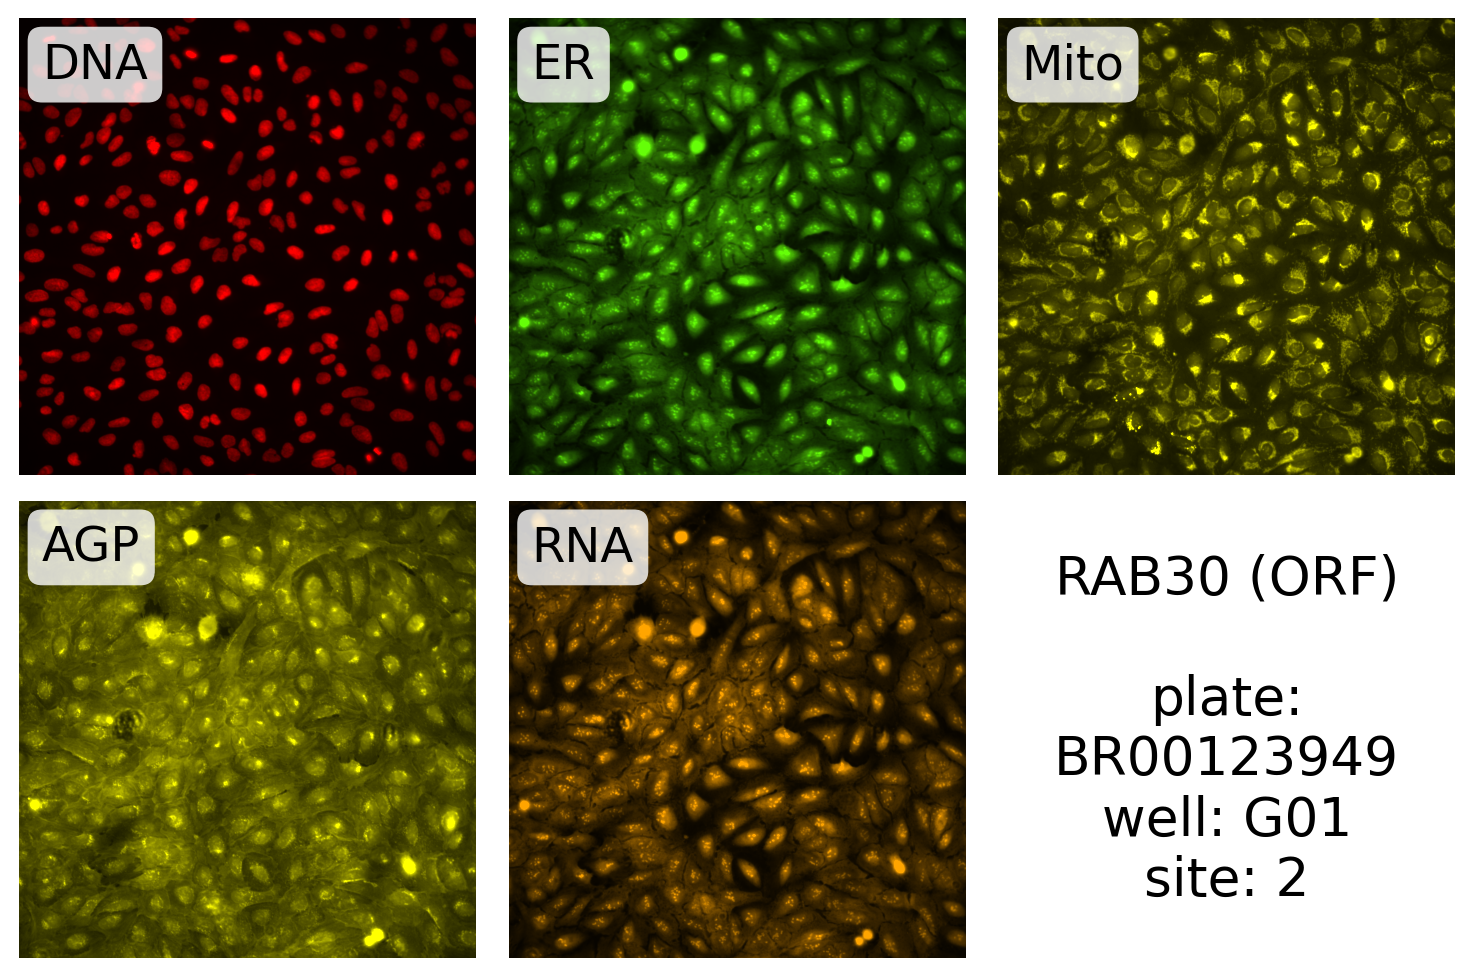 DNA
ER
Mito
AGP
RNA
RAB30 (ORF)
plate:
BR00123949
well: G01
site: 2